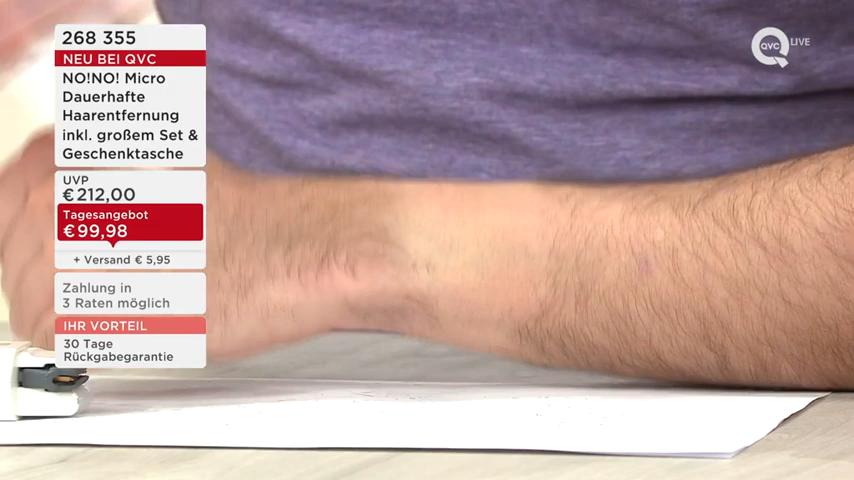 268 355
NEU BEI QVC
NO!NO! Micro
Dauerhafte
Haarentfernung
inkl. großem Set &
Geschenktasche
UVP
€212,00
Tagesangebot
€99,98
+ Versand € 5,95
Zahlung in
3 Raten möglich
IHR VORTEIL
30 Tage
Rückgabegarantie
QVC
LIVE